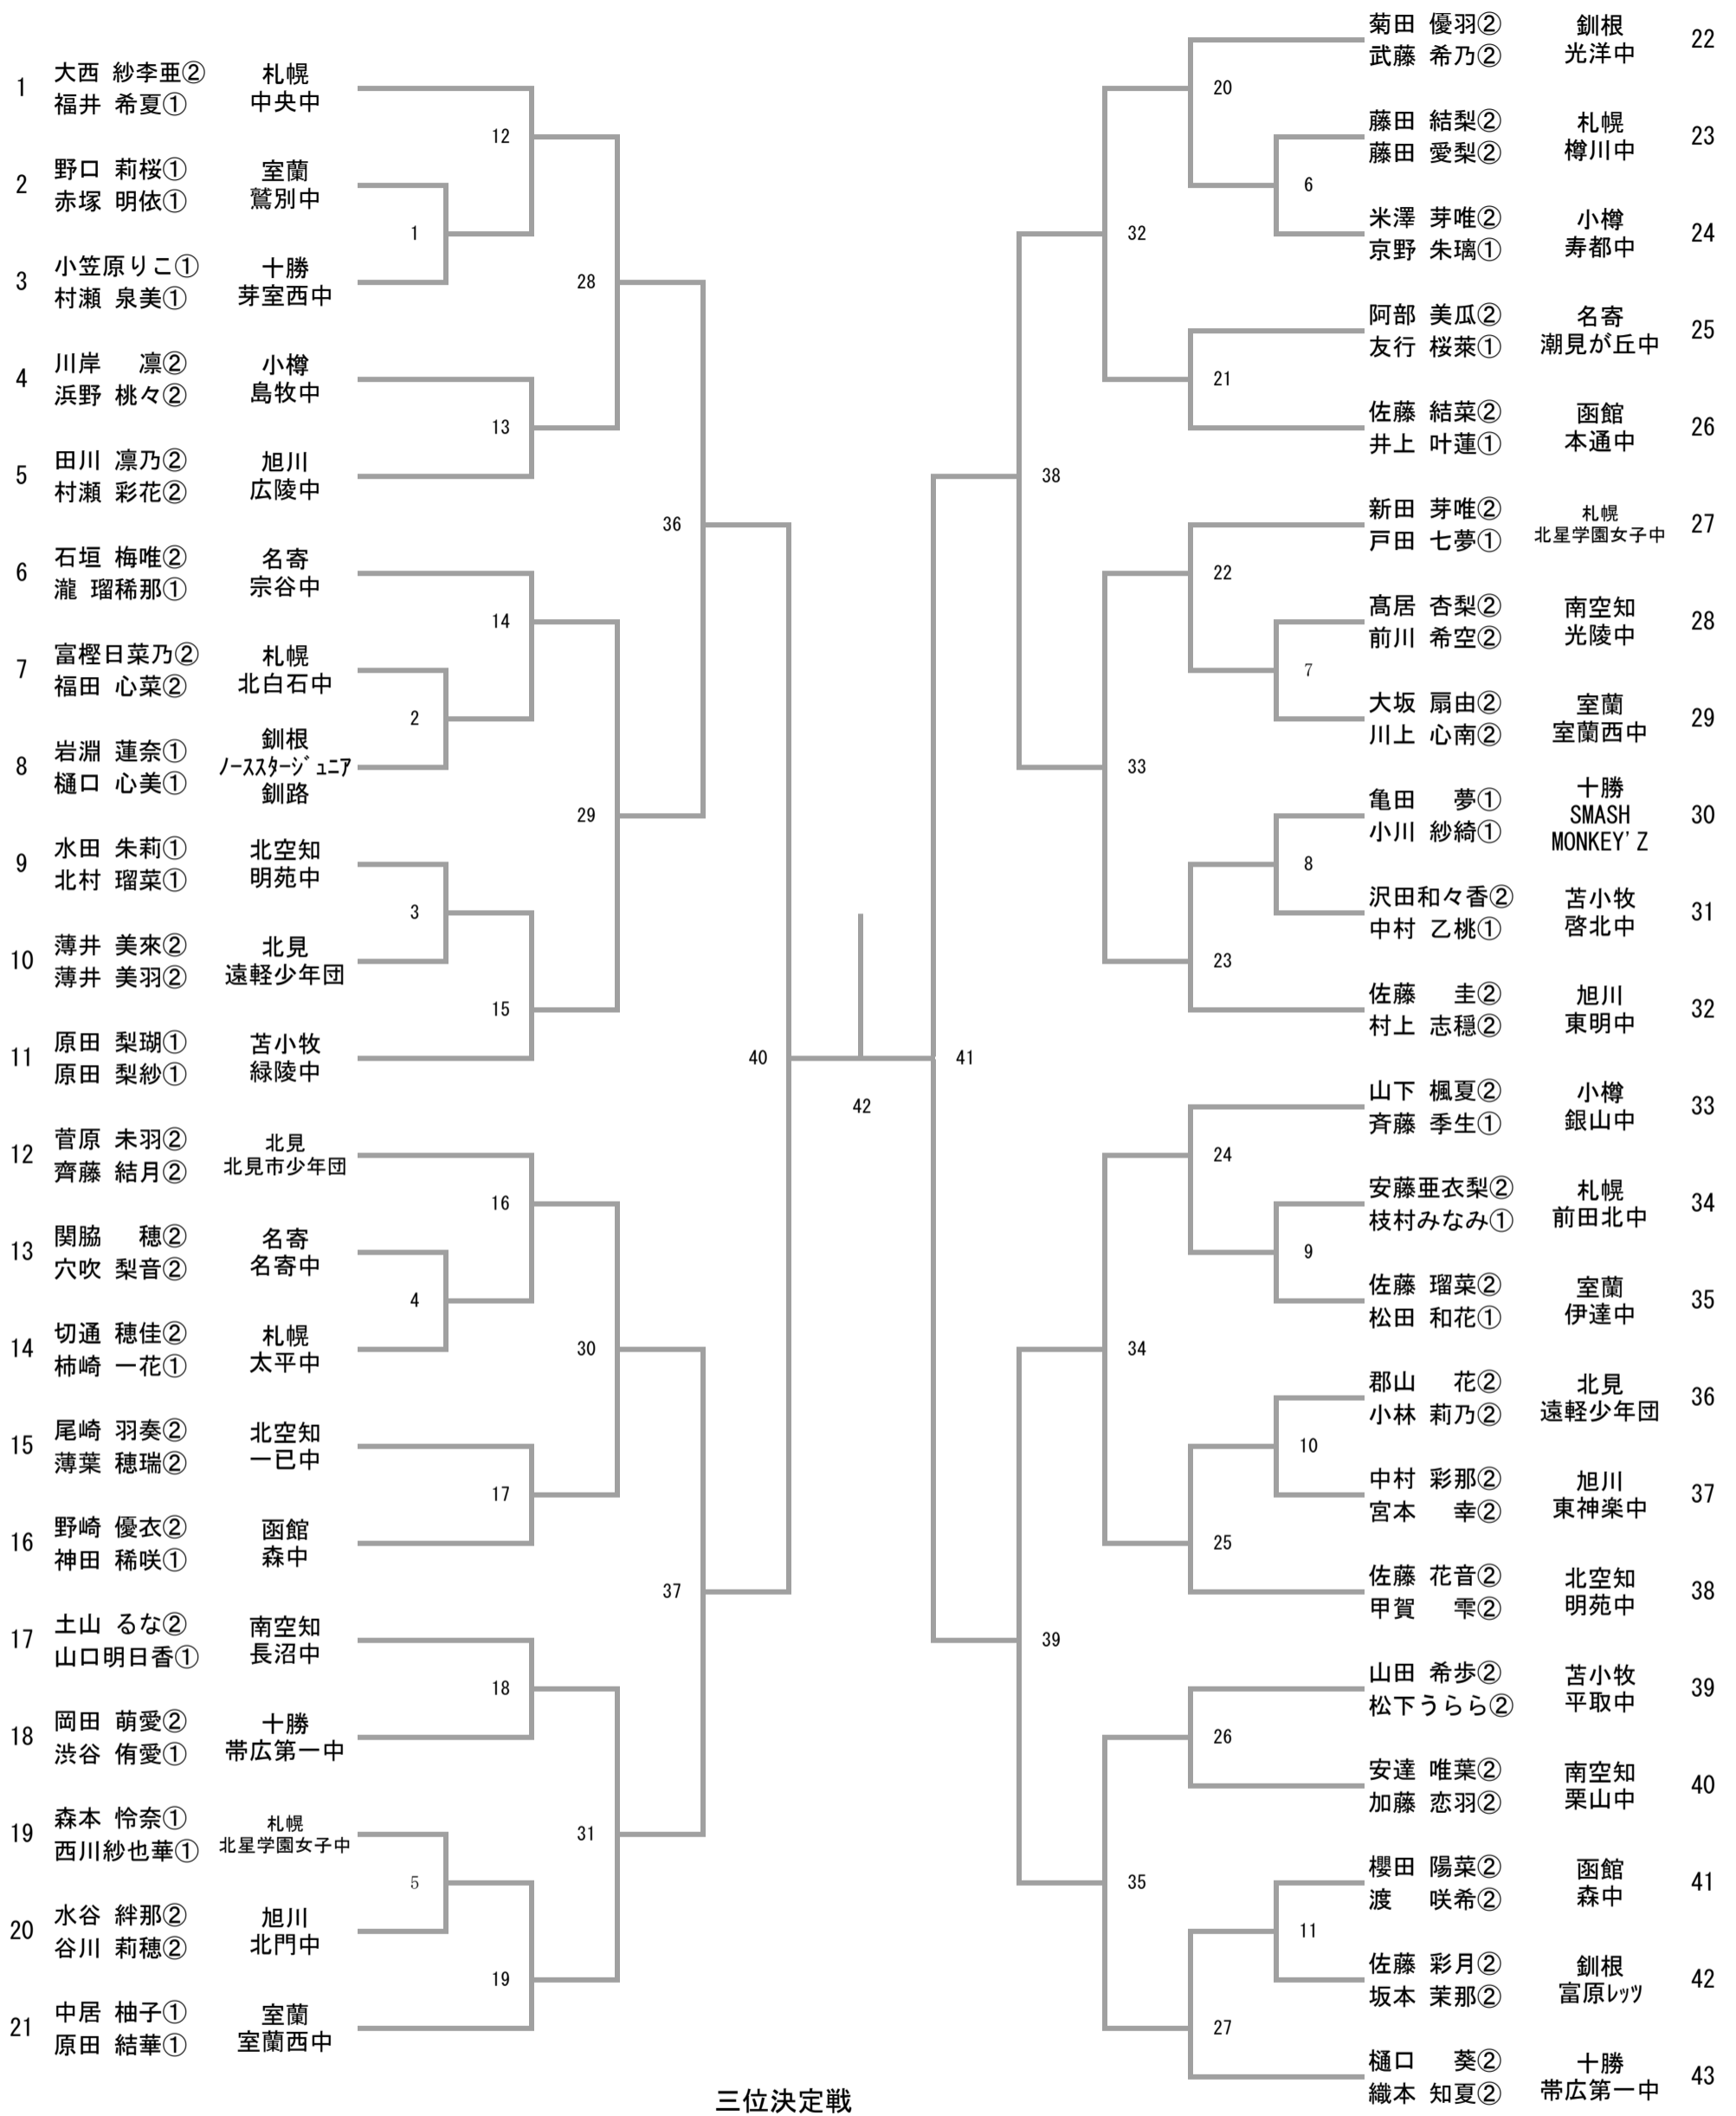 1
大西 紗李亜②
福井 希夏①
札幌
中央中
2
野口 莉桜①
赤塚 明依①
室蘭
鷲別中
3
小笠原りこ①
村瀬 泉美①
十勝
芽室西中
4
川岸 凛②
浜野 桃々②
小樽
島牧中
5
田川 凛乃②
村瀬 彩花②
旭川
広陵中
6
石垣 梅唯②
瀧 瑠稀那①
名寄
宗谷中
7
富樫日菜乃②
福田 心菜②
札幌
北白石中
8
岩淵 蓮奈①
樋口 心美①
釧根
ﾉｰｽｽﾀｰｼﾞｭﾆｱ
釧路
9
水田 朱莉①
北村 瑠菜①
北空知
明苑中
10
薄井 美來②
薄井 美羽②
北見
遠軽少年団
11
原田 梨瑚①
原田 梨紗①
苫小牧
緑陵中
12
菅原 未羽②
齊藤 結月②
北見
北見市少年団
13
関脇 穂②
穴吹 梨音②
名寄
名寄中
14
切通 穂佳②
柿崎 一花①
札幌
太平中
15
尾崎 羽奏②
薄葉 穂瑞②
北空知
一已中
16
野崎 優衣②
神田 稀咲①
函館
森中
17
土山 るな②
山口明日香①
南空知
長沼中
18
岡田 萌愛②
渋谷 侑愛①
十勝
帯広第一中
19
森本 怜奈①
西川紗也華①
札幌
北星学園女子中
20
水谷 絆那②
谷川 莉穂②
旭川
北門中
21
中居 柚子①
原田 結華①
室蘭
室蘭西中
12
1
28
13
36
14
2
29
3
15
40
16
4
30
17
37
18
31
5
19
42
三位決定戦
20
6
32
21
38
22
7
33
8
23
41
24
9
34
10
25
39
26
35
11
27
菊田 優羽②
武藤 希乃②
釧根
光洋中
22
藤田 結梨②
藤田 愛梨②
札幌
樽川中
23
米澤 芽唯②
京野 朱璃①
小樽
寿都中
24
阿部 美瓜②
友行 桜萊①
名寄
潮見が丘中
25
佐藤 結菜②
井上 叶蓮①
函館
本通中
26
新田 芽唯②
戸田 七夢①
札幌
北星学園女子中
27
髙居 杏梨②
前川 希空②
南空知
光陵中
28
大坂 扇由②
川上 心南②
室蘭
室蘭西中
29
亀田 夢①
小川 紗綺①
十勝
SMASH
MONKEY'Z
30
沢田和々香②
中村 乙桃①
苫小牧
啓北中
31
佐藤 圭②
村上 志穏②
旭川
東明中
32
山下 楓夏②
斉藤 季生①
小樽
銀山中
33
安藤亜衣梨②
枝村みなみ①
札幌
前田北中
34
佐藤 瑠菜②
松田 和花①
室蘭
伊達中
35
郡山 花②
小林 莉乃②
北見
遠軽少年団
36
中村 彩那②
宮本 幸②
旭川
東神楽中
37
佐藤 花音②
甲賀 雫②
北空知
明苑中
38
山田 希歩②
松下うらら②
苫小牧
平取中
39
安達 唯葉②
加藤 恋羽②
南空知
栗山中
40
櫻田 陽菜②
渡 咲希②
函館
森中
41
佐藤 彩月②
坂本 茉那②
釧根
富原ﾚｯﾂ
42
樋口 葵②
織本 知夏②
十勝
帯広第一中
43